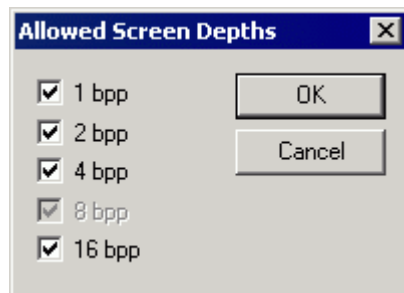 Allowed Screen Depths
1 bpp
2 bpp
4 bpp
8 bpp
16 bpp
OK
Cancel